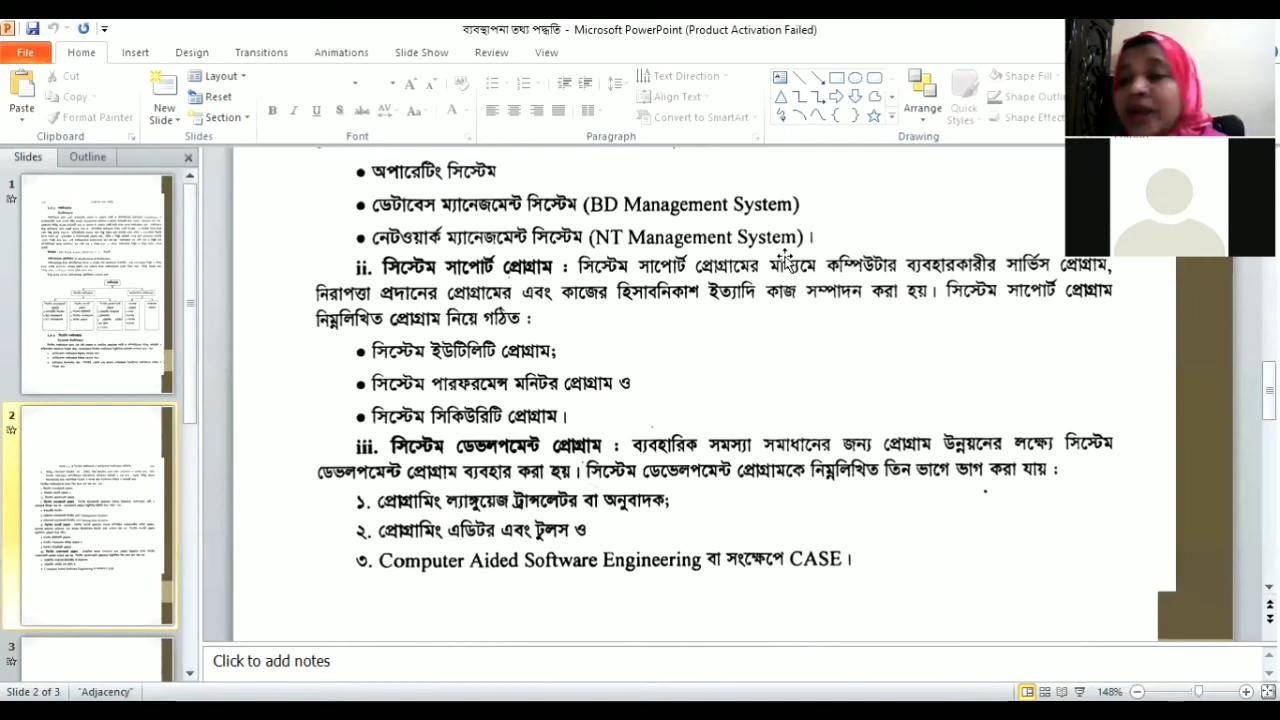 ব্যবস্থাপনা তথ্য পদ্ধতি - Microsoft PowerPoint (Product Activation Failed)
File Home Insert Design Transitions Animations Slide Show Review View
Cut Layout Text Direction Shape Fill
Copy Reset Align Text Shape Outli
Paste Format Painter New Slide Section Convert to SmartArt Arrange Quick Styles Shape Effect
Clipboard Slides Font Paragraph Drawing
Slides Outline
1
2
3
● অপারেটিং সিস্টেম
● ডেটাবেস ম্যানেজমেন্ট সিস্টেম (BD Management System)
● নেটওয়ার্ক ম্যানেজমেন্ট সিস্টেম (NT Management System)।
ii. সিস্টেম সাপোর্ট প্রোগ্রাম : সিস্টেম সাপোর্ট প্রোগ্রামের মাধ্যমে কম্পিউটার ব্যবহারকারীর সার্ভিস প্রোগ্রাম,
নিরাপত্তা প্রদানের প্রোগ্রামের এবং কাজের হিসাবনিকাশ ইত্যাদি কাজ সম্পাদন করা হয়। সিস্টেম সাপোর্ট প্রোগ্রাম
নিম্নলিখিত প্রোগ্রাম নিয়ে গঠিত :
● সিস্টেম ইউটিলিটি প্রোগ্রাম;
● সিস্টেম পারফরমেন্স মনিটর প্রোগ্রাম ও
● সিস্টেম সিকিউরিটি প্রোগ্রাম।
iii. সিস্টেম ডেভলপমেন্ট প্রোগ্রাম : ব্যবহারিক সমস্যা সমাধানের জন্য প্রোগ্রাম উন্নয়নের লক্ষ্যে সিস্টেম
ডেভলপমেন্ট প্রোগ্রাম ব্যবহার করা হয়। সিস্টেম ডেভেলপমেন্ট প্রোগ্রামকে নিম্নলিখিত তিন ভাগে ভাগ করা যায় :
১. প্রোগ্রামিং ল্যাঙ্গুয়েজ ট্রান্সলেটর বা অনুবাদক;
২. প্রোগ্রামিং এডিটর এবং টুলস ও
৩. Computer Aided Software Engineering বা সংক্ষেপে CASE।
Click to add notes
Slide 2 of 3 "Adjacency" 148%